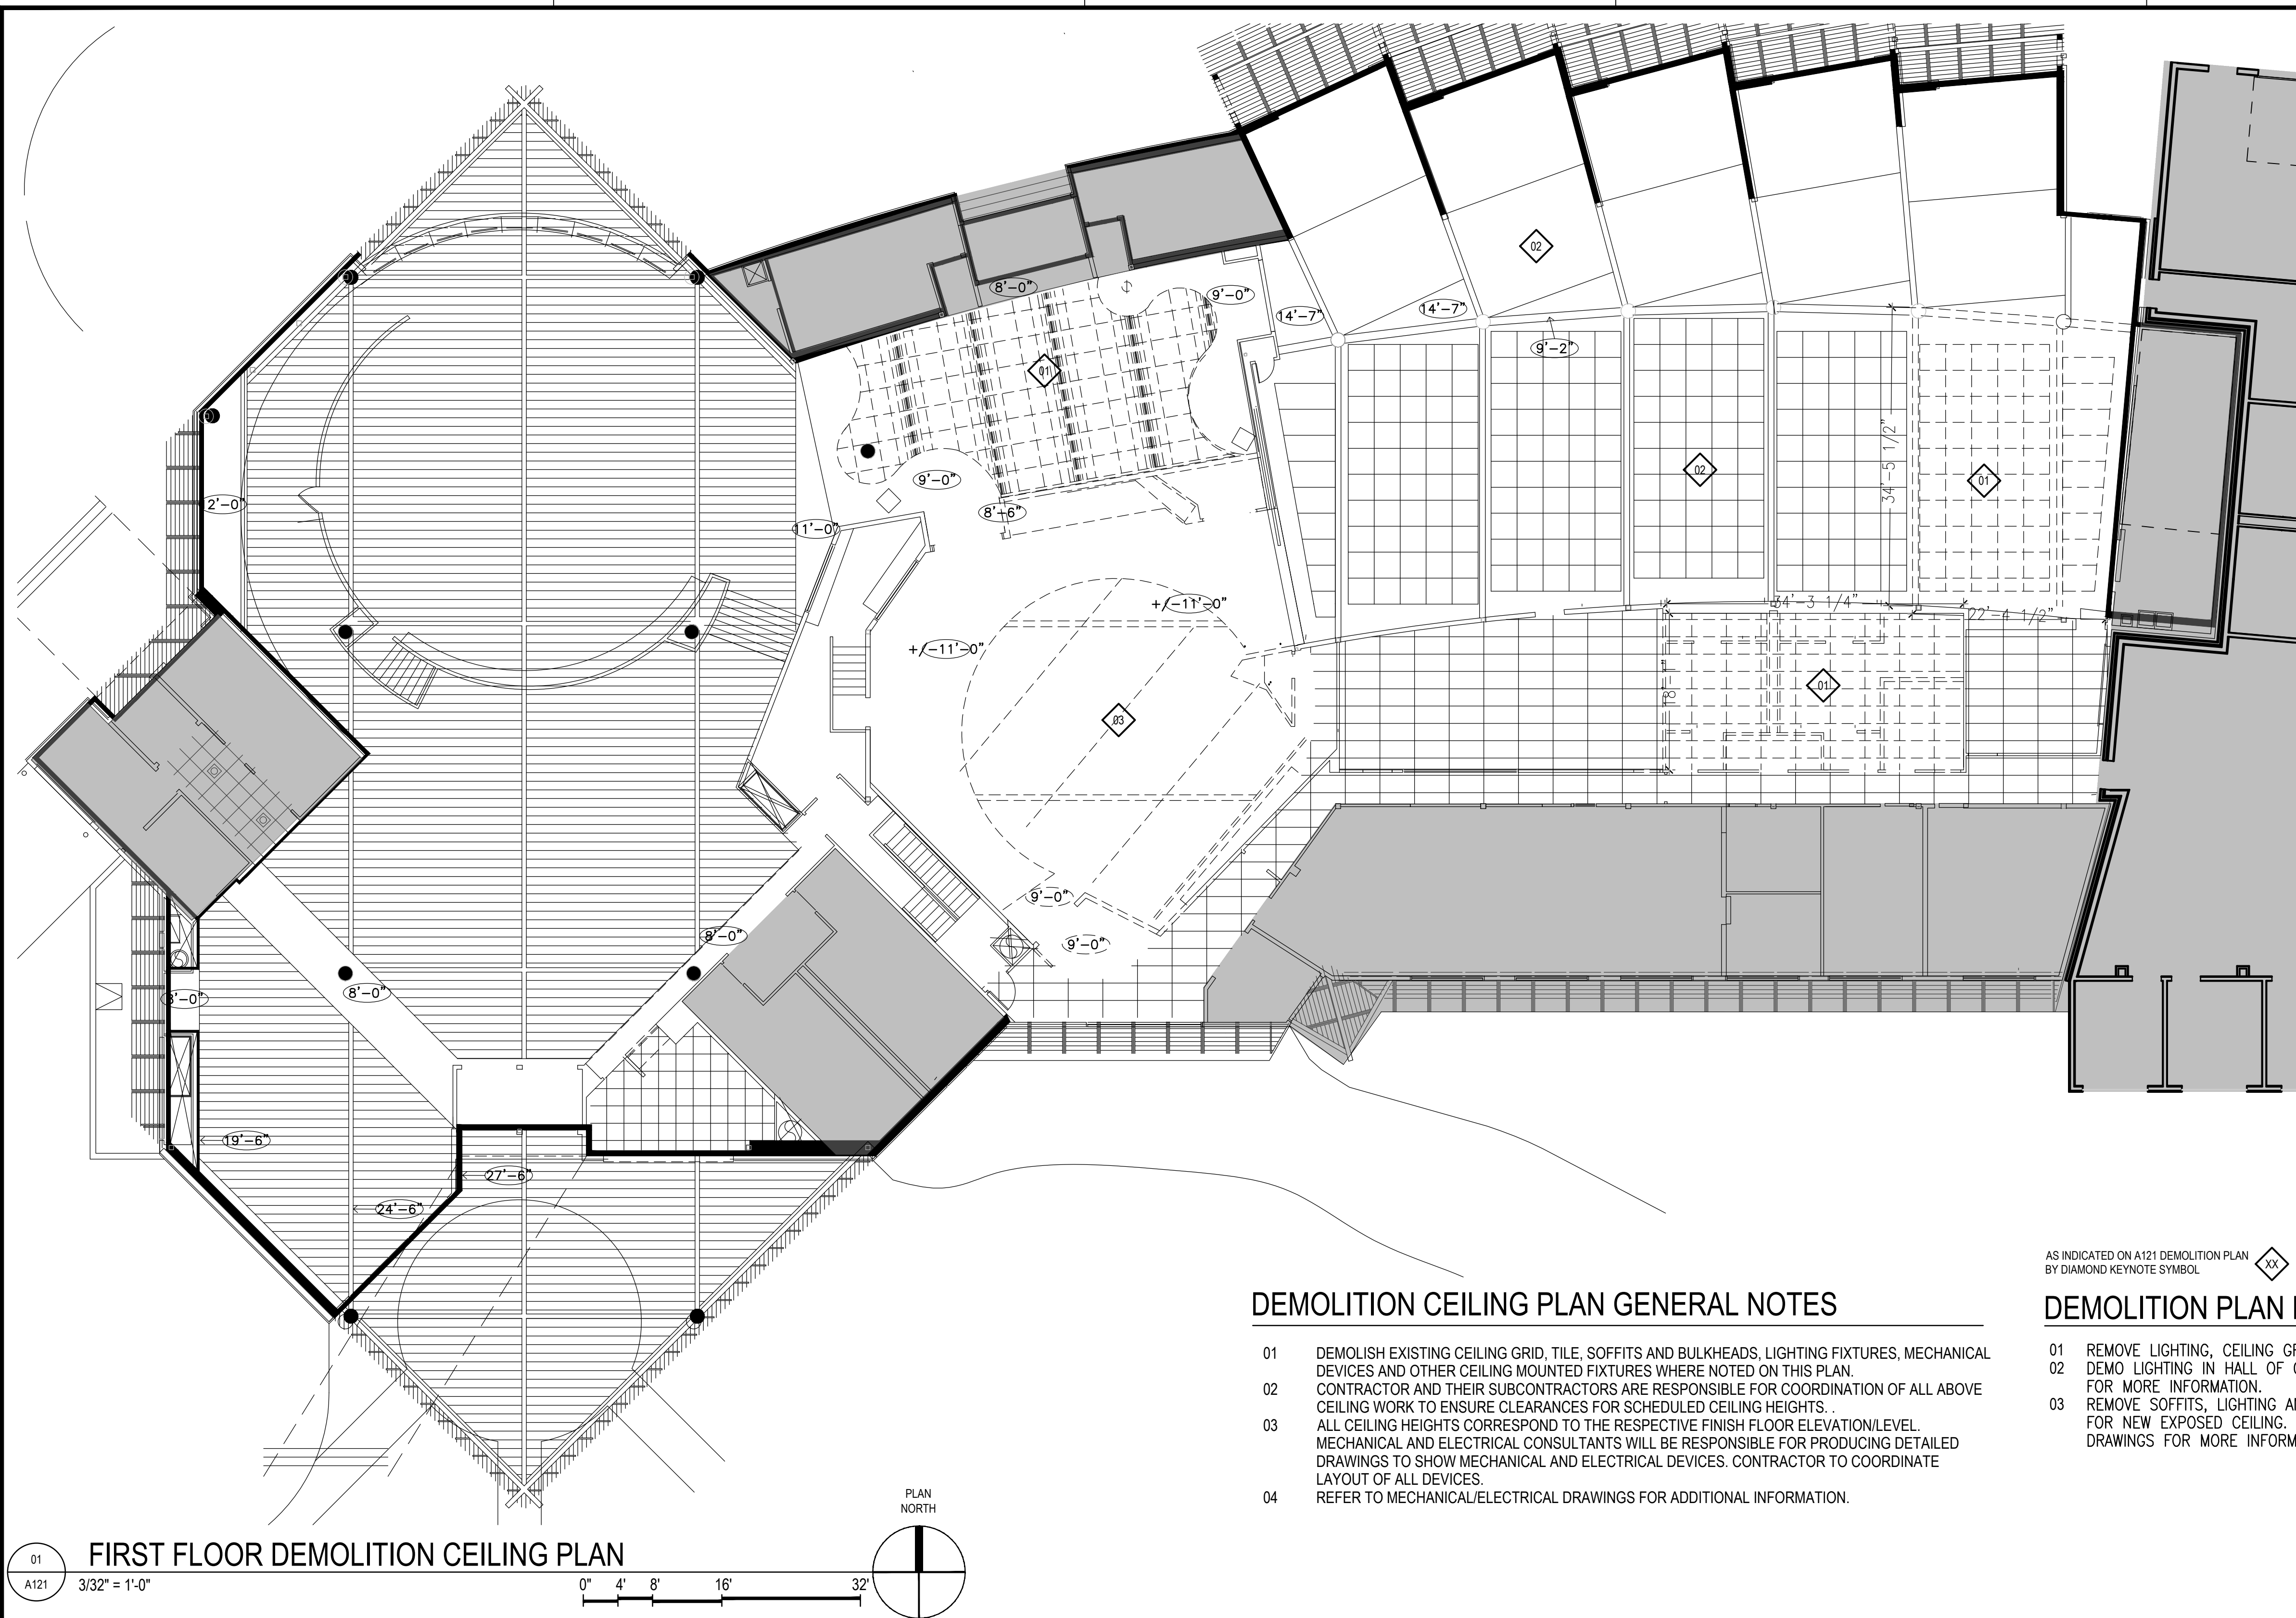 02
8'-0"
9'-0"
14'-7"
14'-7"
9'-2"
01
34'-5 1/2"
02
01
9'-0"
2'-0"
8'-6"
11'-0"
+/-11'-0"
34'-3 1/4"
22'-4 1/2"
+/-11'-0"
18'
01
03
9'-0"
8'-0"
9'-0"
8'-0"
8'-0"
19'-6"
27'-6"
24'-6"
AS INDICATED ON A121 DEMOLITION PLAN
BY DIAMOND KEYNOTE SYMBOL
XX
DEMOLITION CEILING PLAN GENERAL NOTES
01 DEMOLISH EXISTING CEILING GRID, TILE, SOFFITS AND BULKHEADS, LIGHTING FIXTURES, MECHANICAL
DEVICES AND OTHER CEILING MOUNTED FIXTURES WHERE NOTED ON THIS PLAN.
02 CONTRACTOR AND THEIR SUBCONTRACTORS ARE RESPONSIBLE FOR COORDINATION OF ALL ABOVE
CEILING WORK TO ENSURE CLEARANCES FOR SCHEDULED CEILING HEIGHTS. .
03 ALL CEILING HEIGHTS CORRESPOND TO THE RESPECTIVE FINISH FLOOR ELEVATION/LEVEL.
MECHANICAL AND ELECTRICAL CONSULTANTS WILL BE RESPONSIBLE FOR PRODUCING DETAILED
DRAWINGS TO SHOW MECHANICAL AND ELECTRICAL DEVICES. CONTRACTOR TO COORDINATE
LAYOUT OF ALL DEVICES.
04 REFER TO MECHANICAL/ELECTRICAL DRAWINGS FOR ADDITIONAL INFORMATION.
DEMOLITION PLAN
01 REMOVE LIGHTING, CEILING
02 DEMO LIGHTING IN HALL OF
FOR MORE INFORMATION.
03 REMOVE SOFFITS, LIGHTING
FOR NEW EXPOSED CEILING.
DRAWINGS FOR MORE
PLAN
NORTH
01
A121
FIRST FLOOR DEMOLITION CEILING PLAN
3/32" = 1'-0"
0" 4' 8' 16' 32'